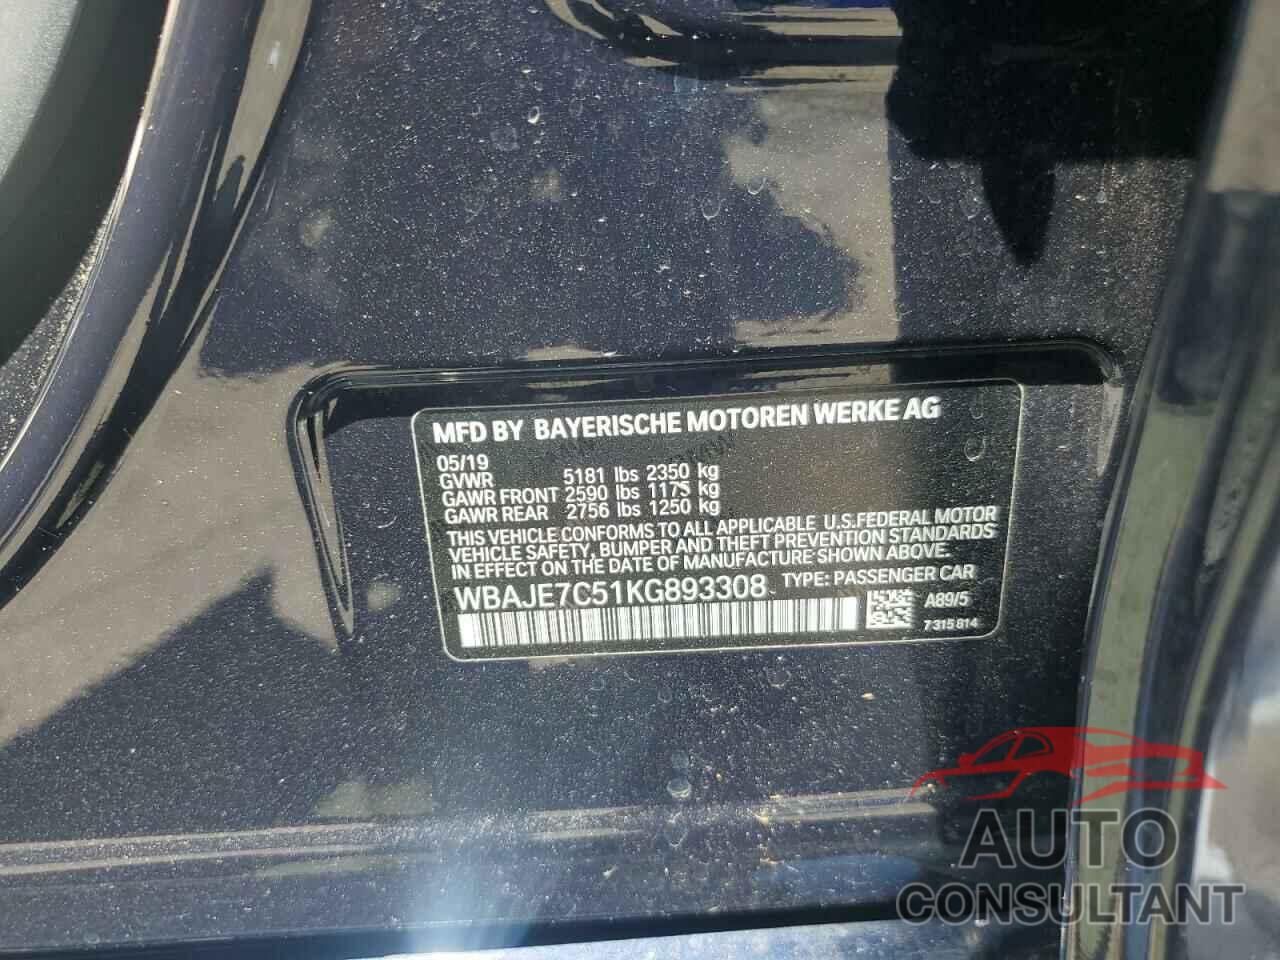 MFD BY BAYERISCHE MOTOREN WERKE AG
05/19
GVWR 5181 lbs 2350 kg
GAWR FRONT 2590 lbs 1175 kg
GAWR REAR 2756 lbs 1250 kg
THIS VEHICLE CONFORMS TO ALL APPLICABLE U.S.FEDERAL MOTOR
VEHICLE SAFETY, BUMPER AND THEFT PREVENTION STANDARDS
IN EFFECT ON THE DATE OF MANUFACTURE SHOWN ABOVE.
WBAJE7C51KG893308 TYPE: PASSENGER CAR
A89/5
7 315 814
AUTO
CONSULTANT